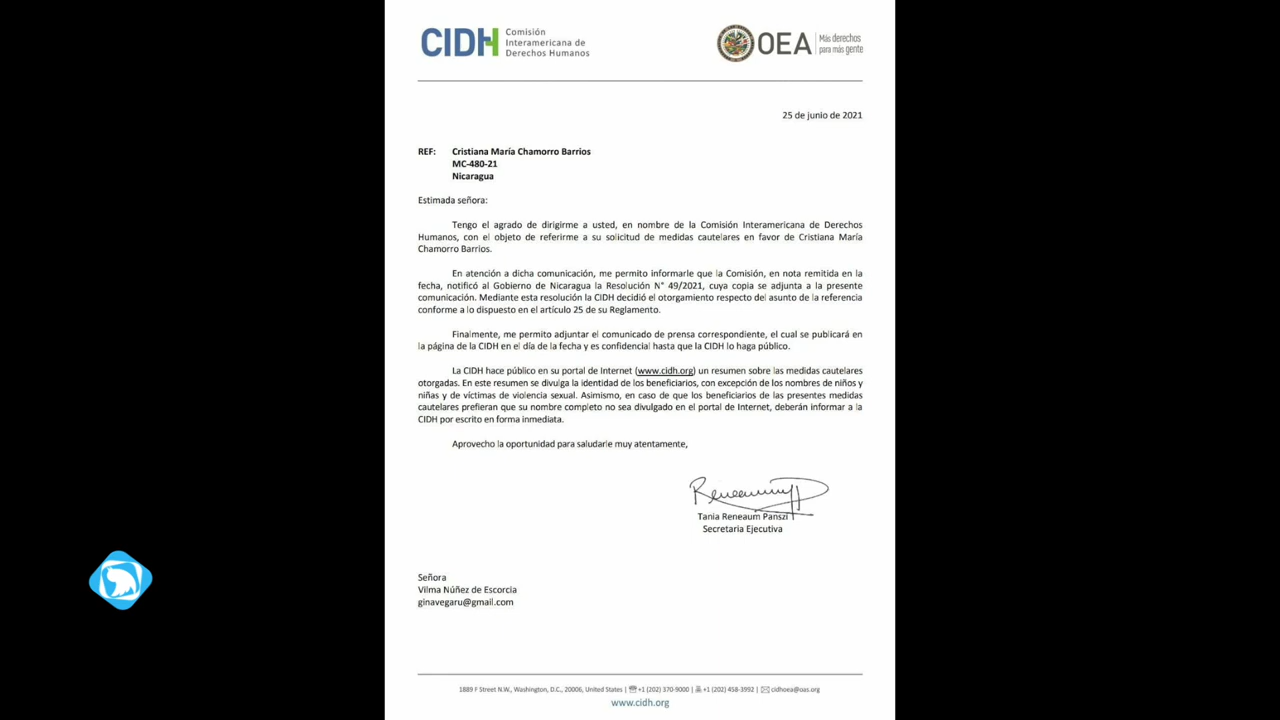 CIDH
Comisión
Interamericana de
Derechos Humanos
OEA
Más derechos
para más gente
25 de junio de 2021
REF: Cristiana María Chamorro Barrios
MC-480-21
Nicaragua
Estimada señora:
Tengo el agrado de dirigirme a usted, en nombre de la Comisión Interamericana de Derechos
Humanos, con el objeto de referirme a su solicitud de medidas cautelares en favor de Cristiana María
Chamorro Barrios.
En atención a dicha comunicación, me permito informarle que la Comisión, en nota remitida en la
fecha, notificó al Gobierno de Nicaragua la Resolución N° 49/2021, cuya copia se adjunta a la presente
comunicación. Mediante esta resolución la CIDH decidió el otorgamiento respecto del asunto de la referencia
conforme a lo dispuesto en el artículo 25 de su Reglamento.
Finalmente, me permito adjuntar el comunicado de prensa correspondiente, el cual se publicará en
la página de la CIDH en el día de la fecha y es confidencial hasta que la CIDH lo haga público.
La CIDH hace público en su portal de Internet (www.cidh.org) un resumen sobre las medidas cautelares
otorgadas. En este resumen se divulga la identidad de los beneficiarios, con excepción de los nombres de niños y
niñas y de víctimas de violencia sexual. Asimismo, en caso de que los beneficiarios de las presentes medidas
cautelares prefieran que su nombre completo no sea divulgado en el portal de Internet, deberán informar a la
CIDH por escrito en forma inmediata.
Aprovecho la oportunidad para saludarle muy atentamente,
Tania Reneaum Panszi
Secretaria Ejecutiva
Señora
Vilma Núñez de Escorcia
ginavegaru@gmail.com
1889 F Street N.W., Washington, D.C., 20006, United States | +1 (202) 370-9000 | +1 (202) 458-3992 | cidhoea@oas.org
www.cidh.org